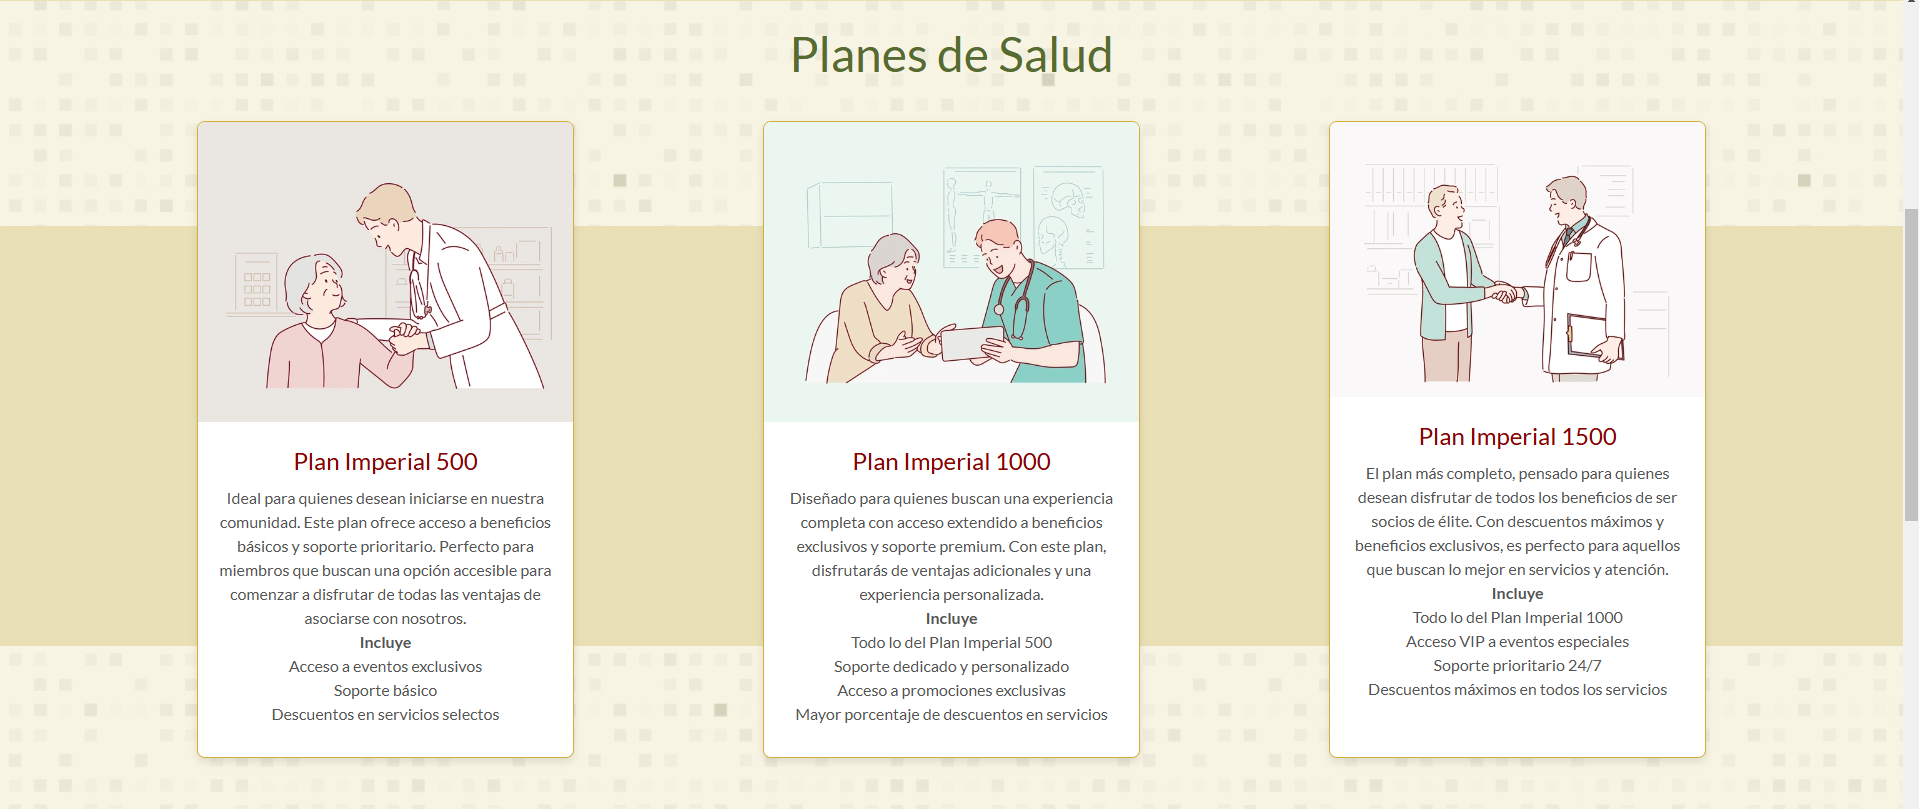 Planes de Salud
Plan Imperial 500
Ideal para quienes desean iniciarse en nuestra
comunidad. Este plan ofrece acceso a beneficios
básicos y soporte prioritario. Perfecto para
miembros que buscan una opción accesible para
comenzar a disfrutar de todas las ventajas de
asociarse con nosotros.
Incluye
Acceso a eventos exclusivos
Soporte básico
Descuentos en servicios selectos
Plan Imperial 1000
Diseñado para quienes buscan una experiencia
completa con acceso extendido a beneficios
exclusivos y soporte premium. Con este plan,
disfrutarás de ventajas adicionales y una
experiencia personalizada.
Incluye
Todo lo del Plan Imperial 500
Soporte dedicado y personalizado
Acceso a promociones exclusivas
Mayor porcentaje de descuentos en servicios
Plan Imperial 1500
El plan más completo, pensado para quienes
desean disfrutar de todos los beneficios de ser
socios de élite. Con descuentos máximos y
beneficios exclusivos, es perfecto para aquellos
que buscan lo mejor en servicios y atención.
Incluye
Todo lo del Plan Imperial 1000
Acceso VIP a eventos especiales
Soporte prioritario 24/7
Descuentos máximos en todos los servicios